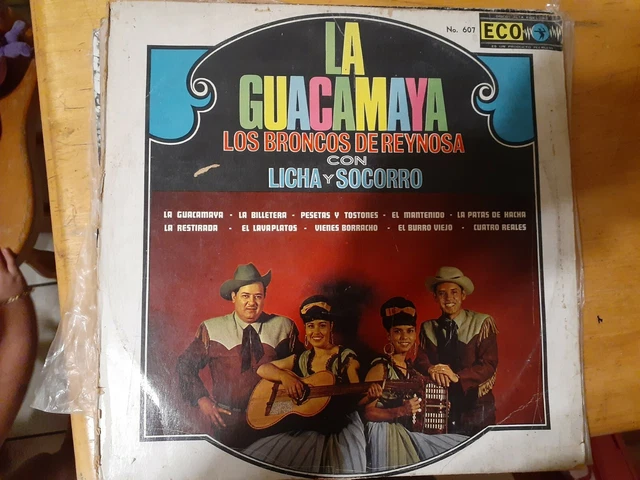 No. 607
ECO
LA
GUACAMAYA
LOS BRONCOS DE REYNOSA
CON
LICHA Y SOCORRO
LA GUACAMAYA - LA BILLETERA - PESETAS Y TOSTONES - EL MANTENIDO - LA PATAS DE HACHA
LA RESTIRADA - EL LAVAPLATOS - VIENES BORRACHO - EL BURRO VIEJO - CUATRO REALES